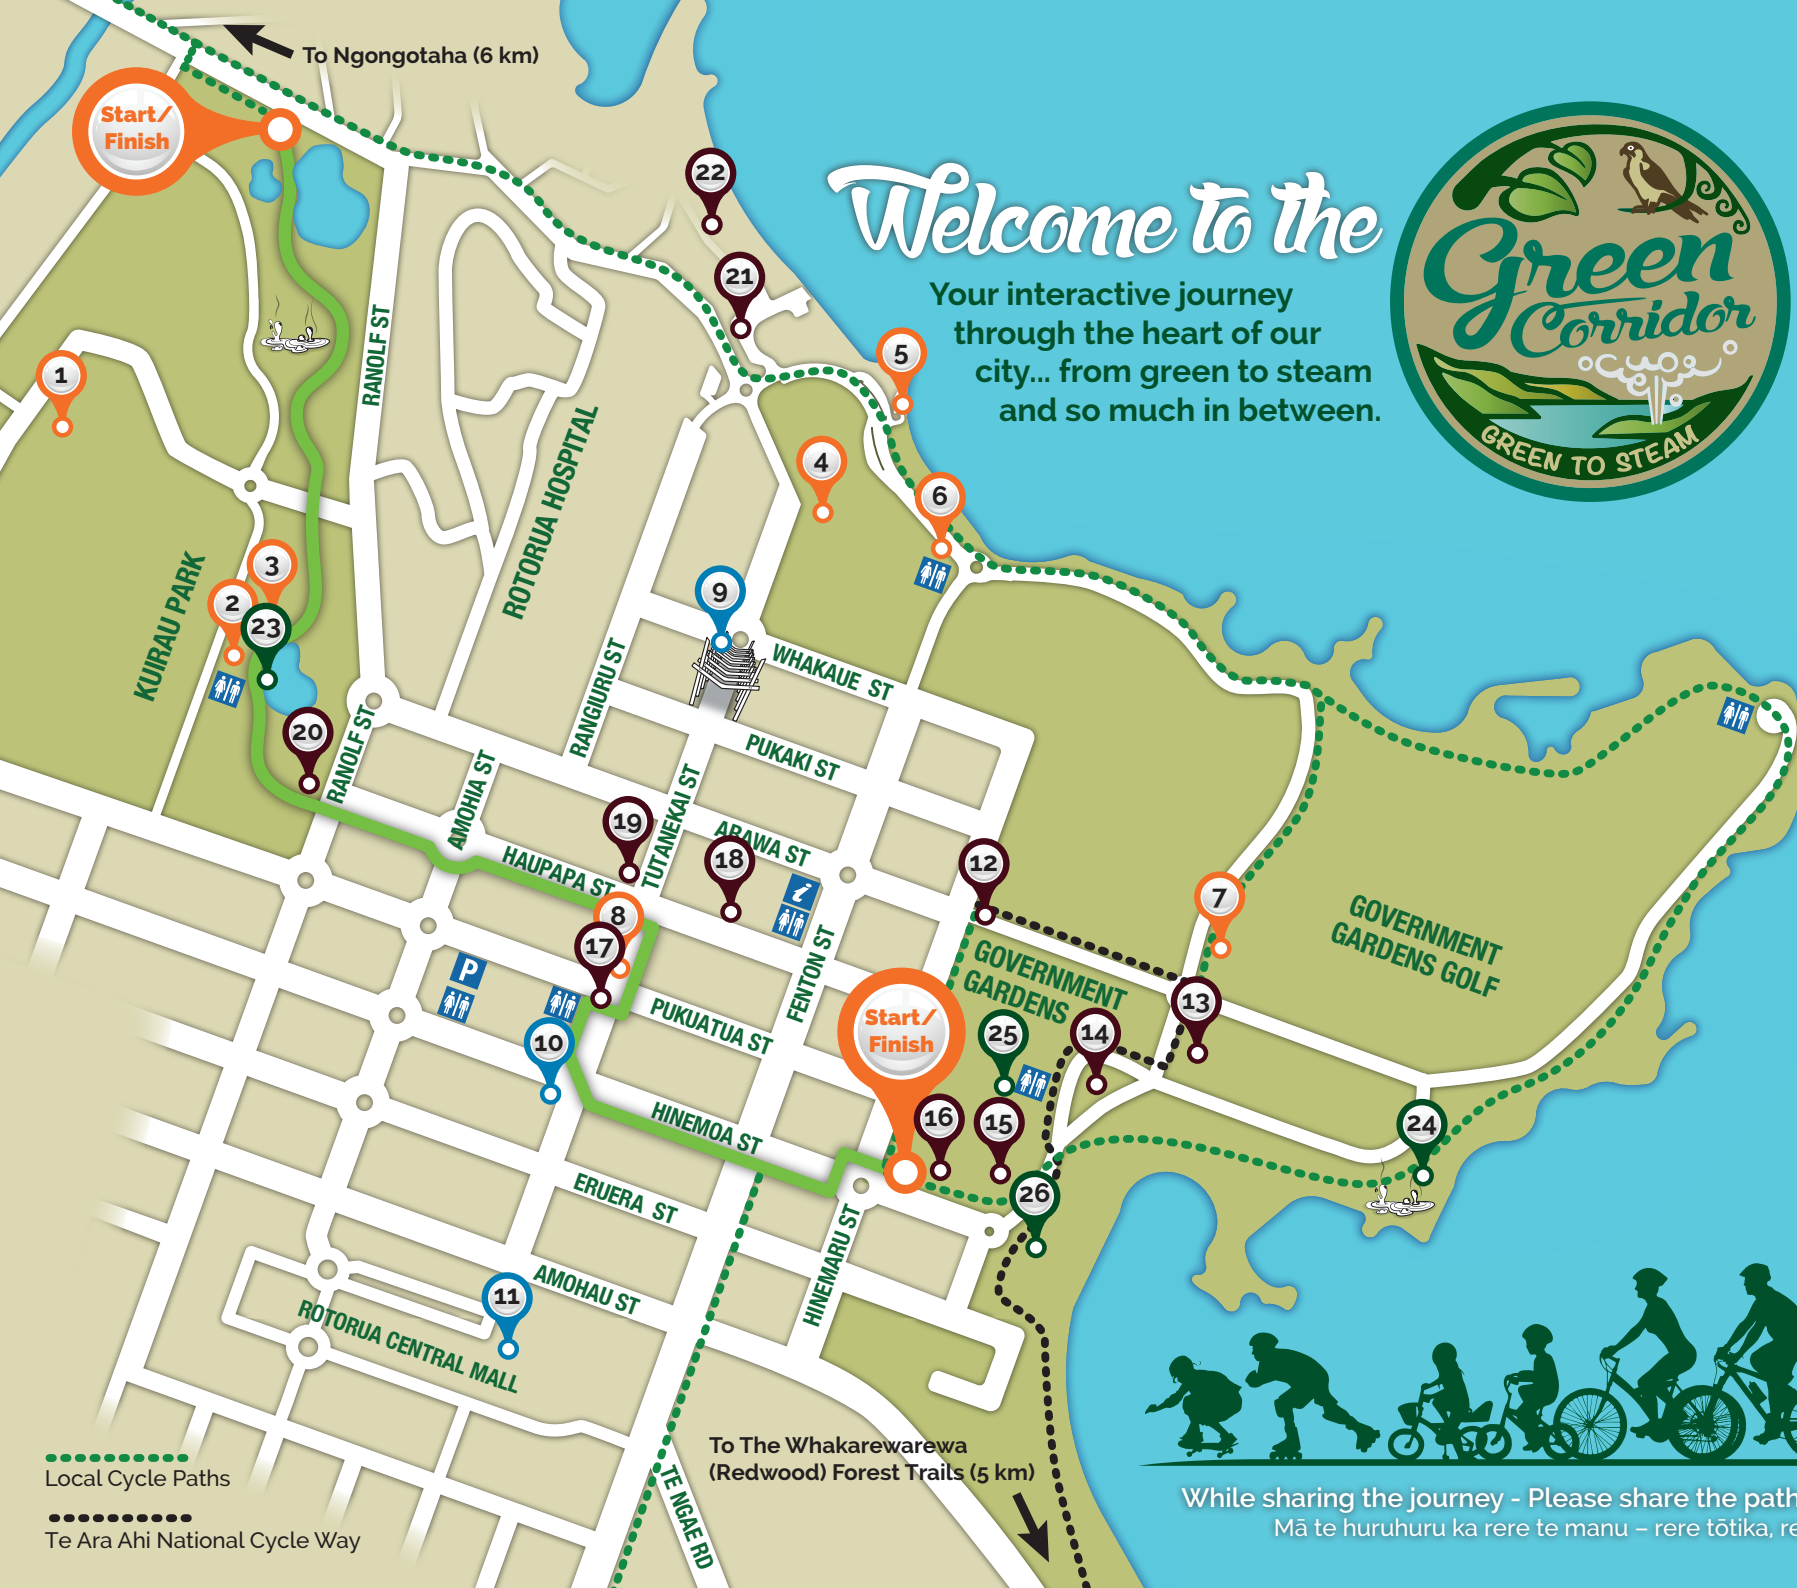 To Ngongotaha (6 km)
Start/
Finish
Welcome to the
Your interactive journey
through the heart of our
city... from green to steam
and so much in between.
Green
Corridor
GREEN TO STEAM
22
21
5
1
4
6
RANOLF ST
ROTORUA HOSPITAL
KUIRAU PARK
3
2
23
9
20
RANOLF ST
AMOHIA ST
RANGIURU ST
WHAKAUE ST
PUKAKI ST
TUTANEKAI ST
ARAWA ST
19
18
i
12
7
HAUPAPA ST
8
17
P
FENTON ST
GOVERNMENT
GARDENS
GOVERNMENT
GARDENS GOLF
PUKUATUA ST
Start/
Finish
13
14
25
10
16
15
24
HINEMOA ST
26
ERUERA ST
HINEMARU ST
AMOHAU ST
11
ROTORUA CENTRAL MALL
TE NGAE RD
To The Whakarewarewa
(Redwood) Forest Trails (5 km)
Local Cycle Paths
Te Ara Ahi National Cycle Way
While sharing the journey - Please share the path
Mā te huruhuru ka rere te manu – rere tōtika, re